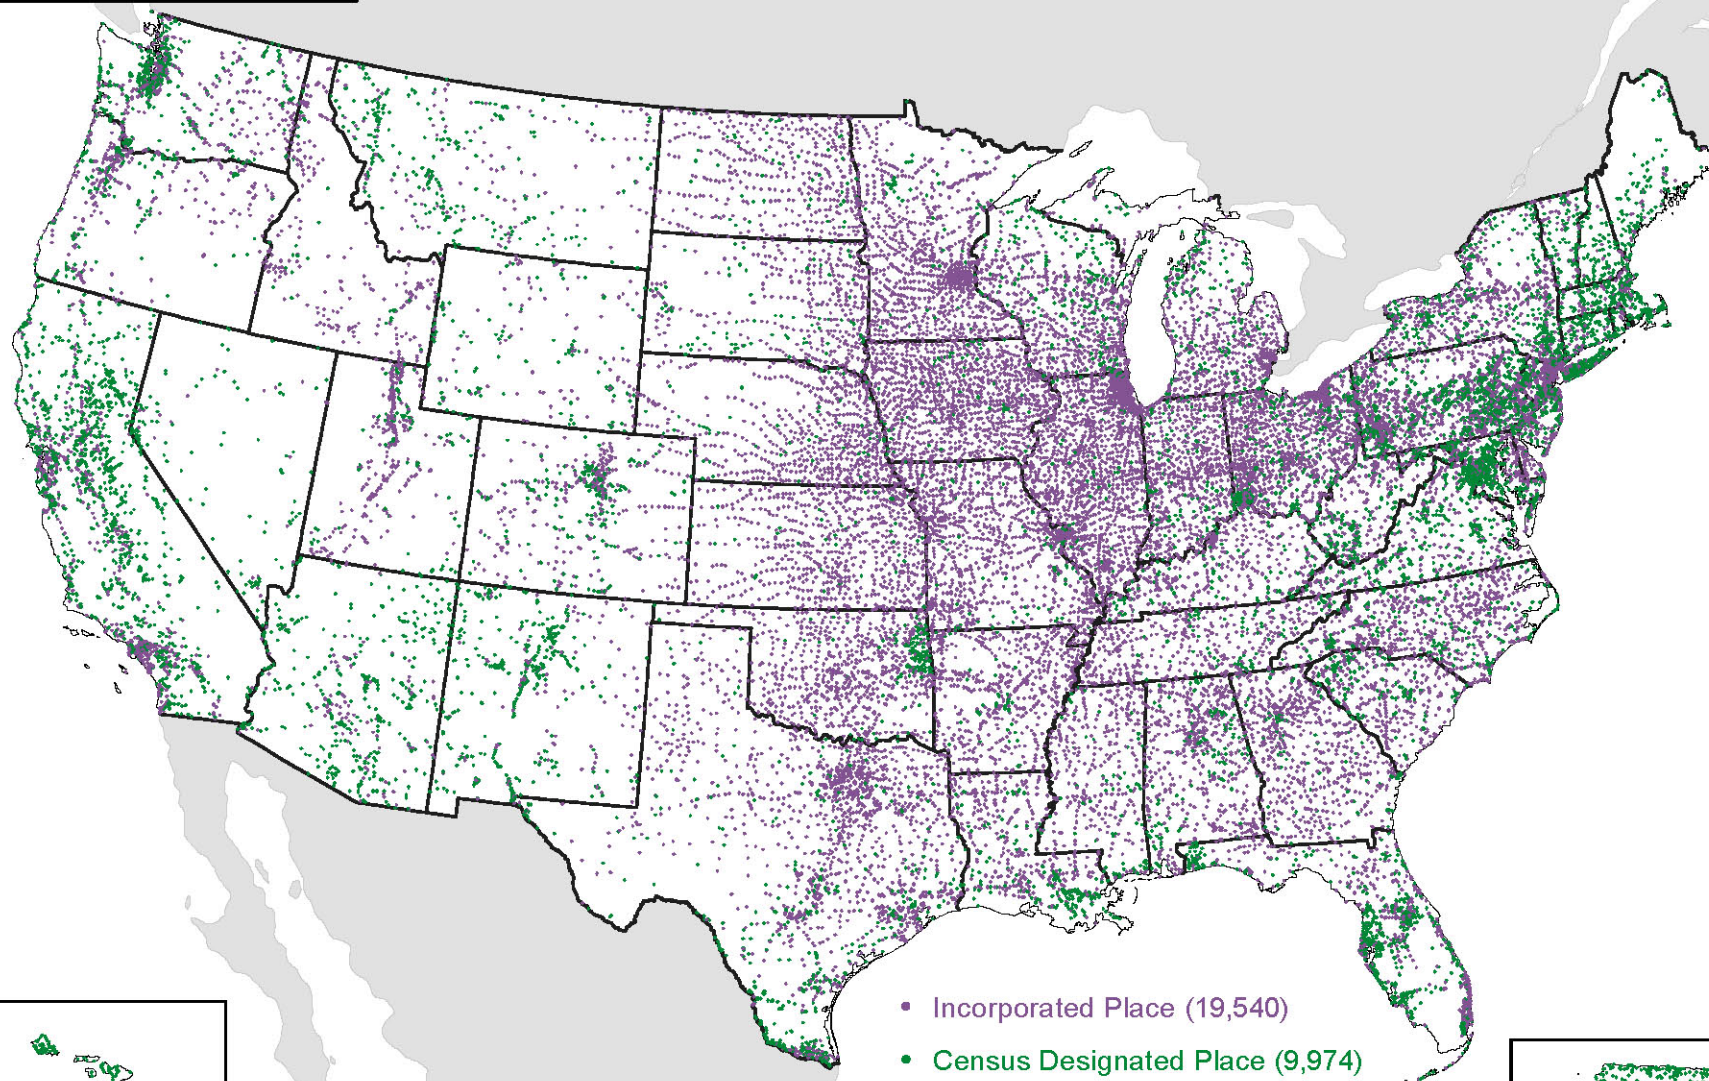 Incorporated Place (19,540)
Census Designated Place (9,974)